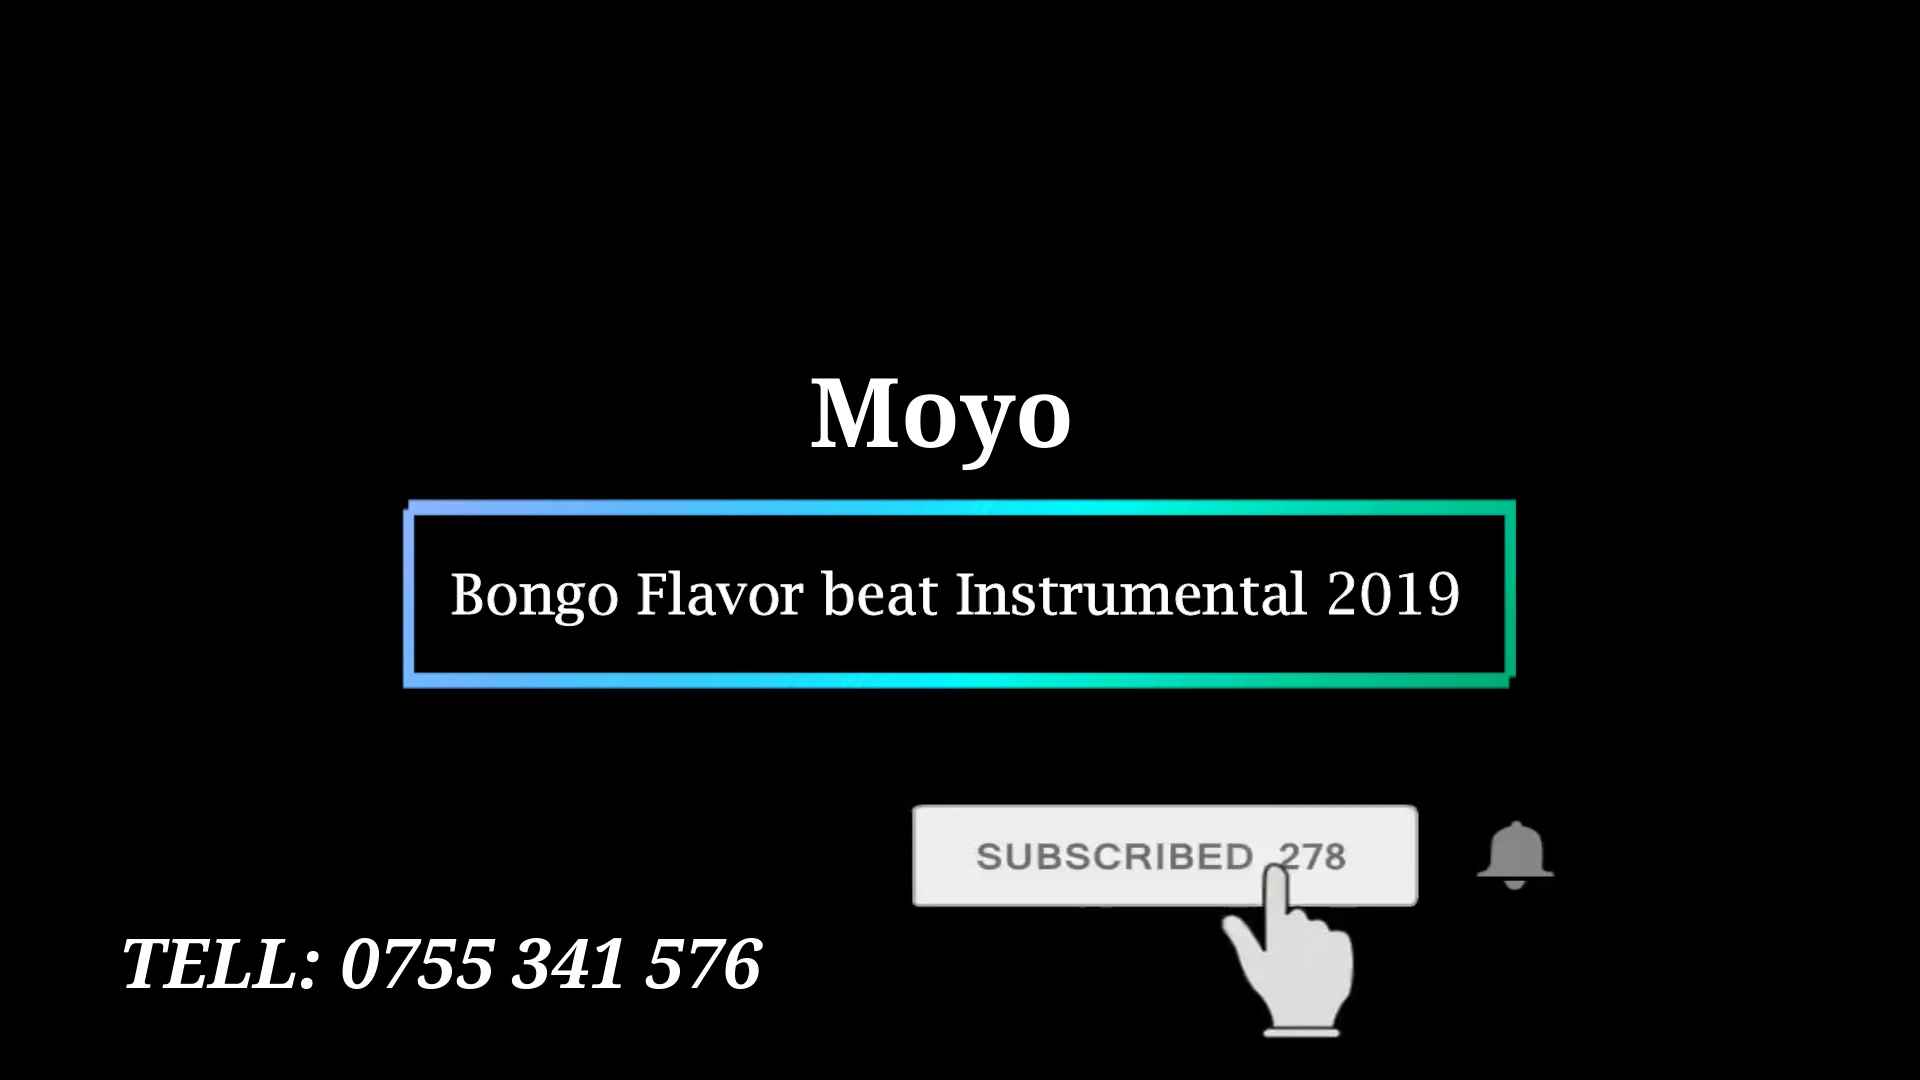 Moyo
Bongo Flavor beat Instrumental 2019
SUBSCRIBED 278
TELL: 0755 341 576